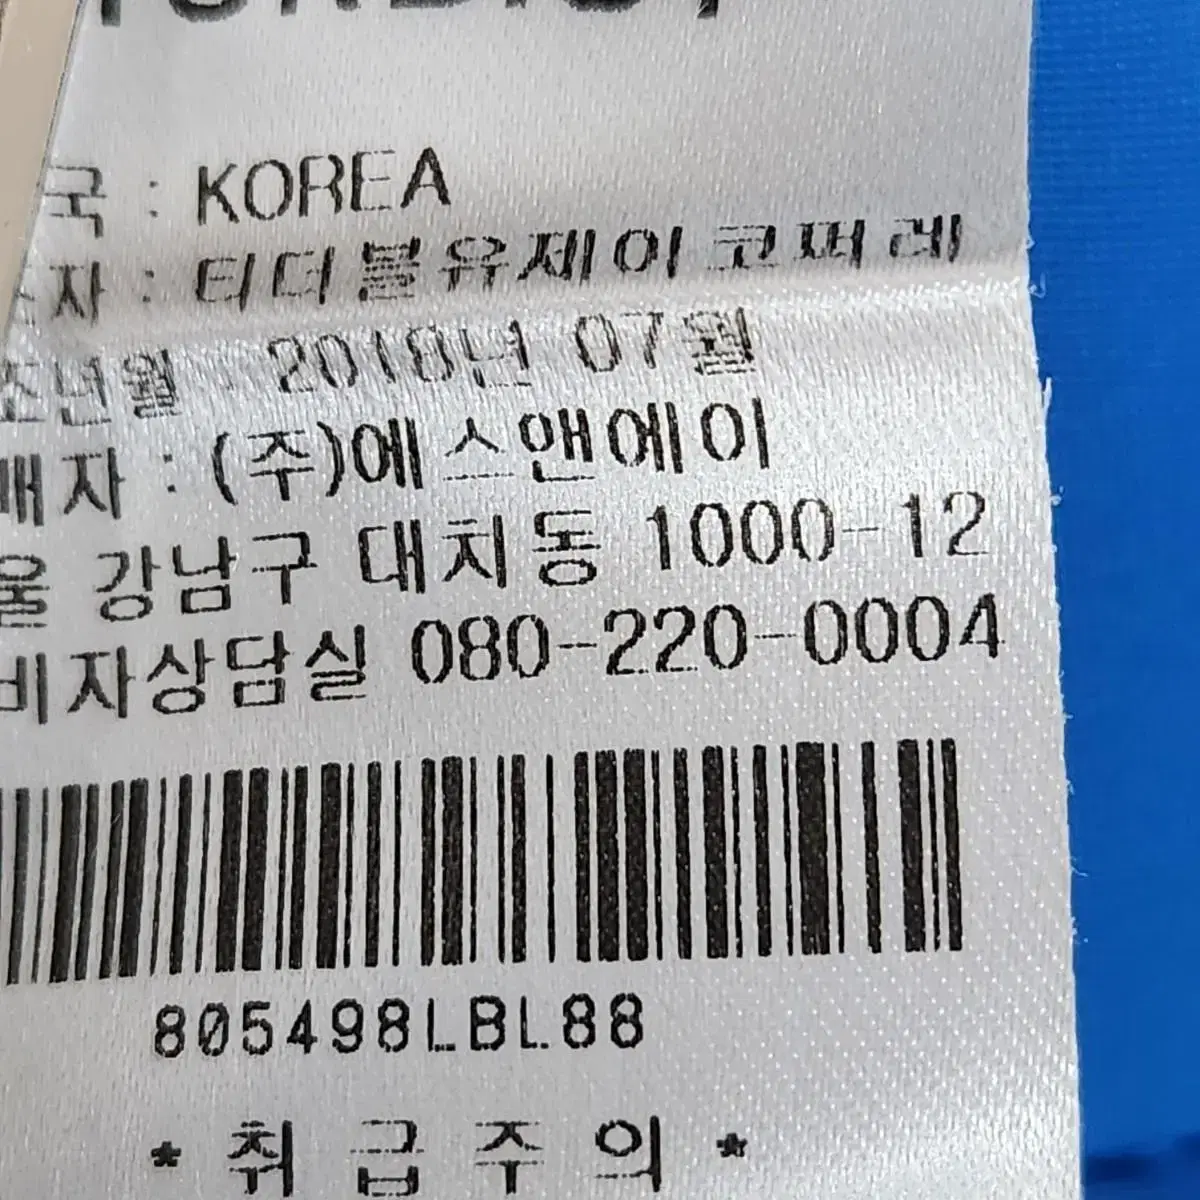 국 : KOREA
자 : 티더블유제이코퍼레
년월 : 2018년 07월
매자 : (주)에스앤에이
울 강남구 대치동 1000-12
비자상담실 080-220-0004
805498LBL88
* 취 급 주 의 *